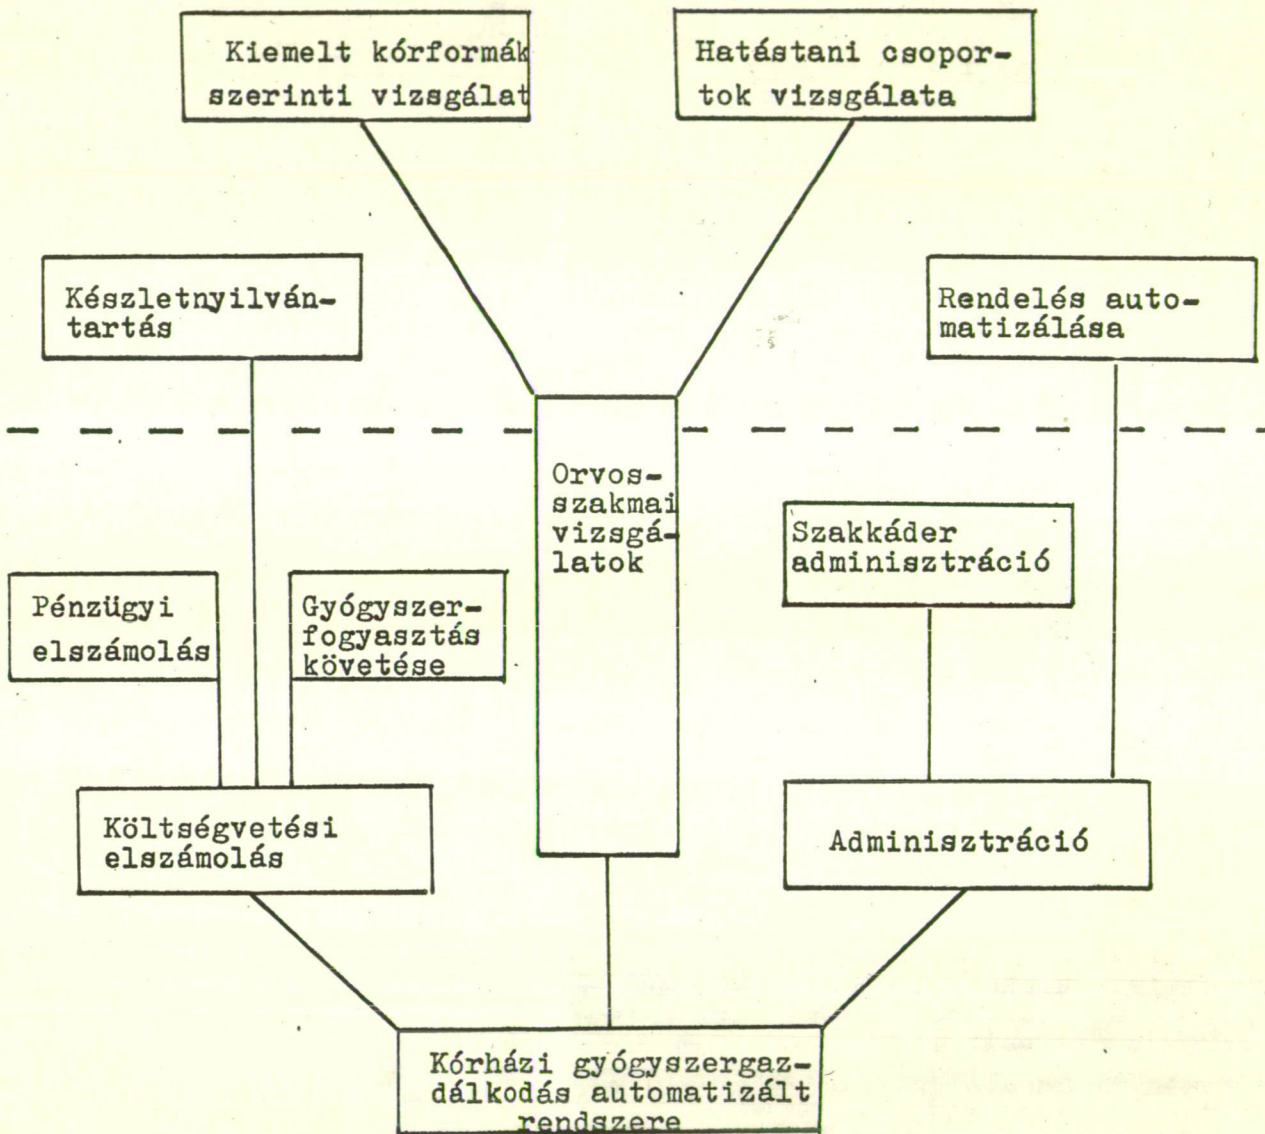 Kiemelt kórformák
szerinti vizsgálat
Hatástani csopor-
tok vizsgálata
Készletnyilván-
tartás
Rendelés auto-
matizálása
Orvos-
szakmai
vizsgá-
latok
Szakkáder
adminisztráció
Pénzügyi
elszámolás
Gyógyszer-
fogyasztás
követése
Költségvetési
elszámolás
Adminisztráció
Kórházi gyógyszergaz-
dálkodás automatizált
rendszere